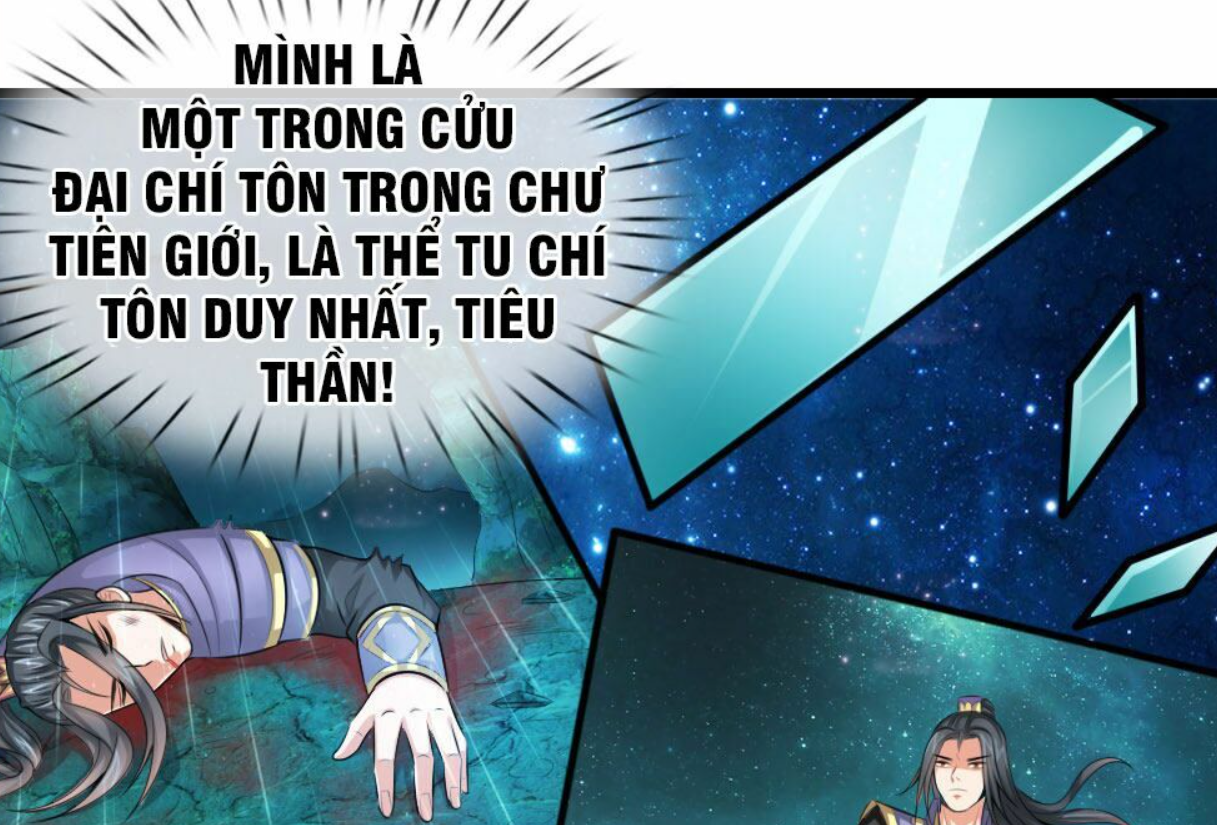 MÌNH LÀ
MỘT TRONG CỬU
ĐẠI CHÍ TÔN TRONG CHƯ
TIÊN GIỚI, LÀ THỂ TU CHÍ
TÔN DUY NHẤT, TIÊU
THẦN!